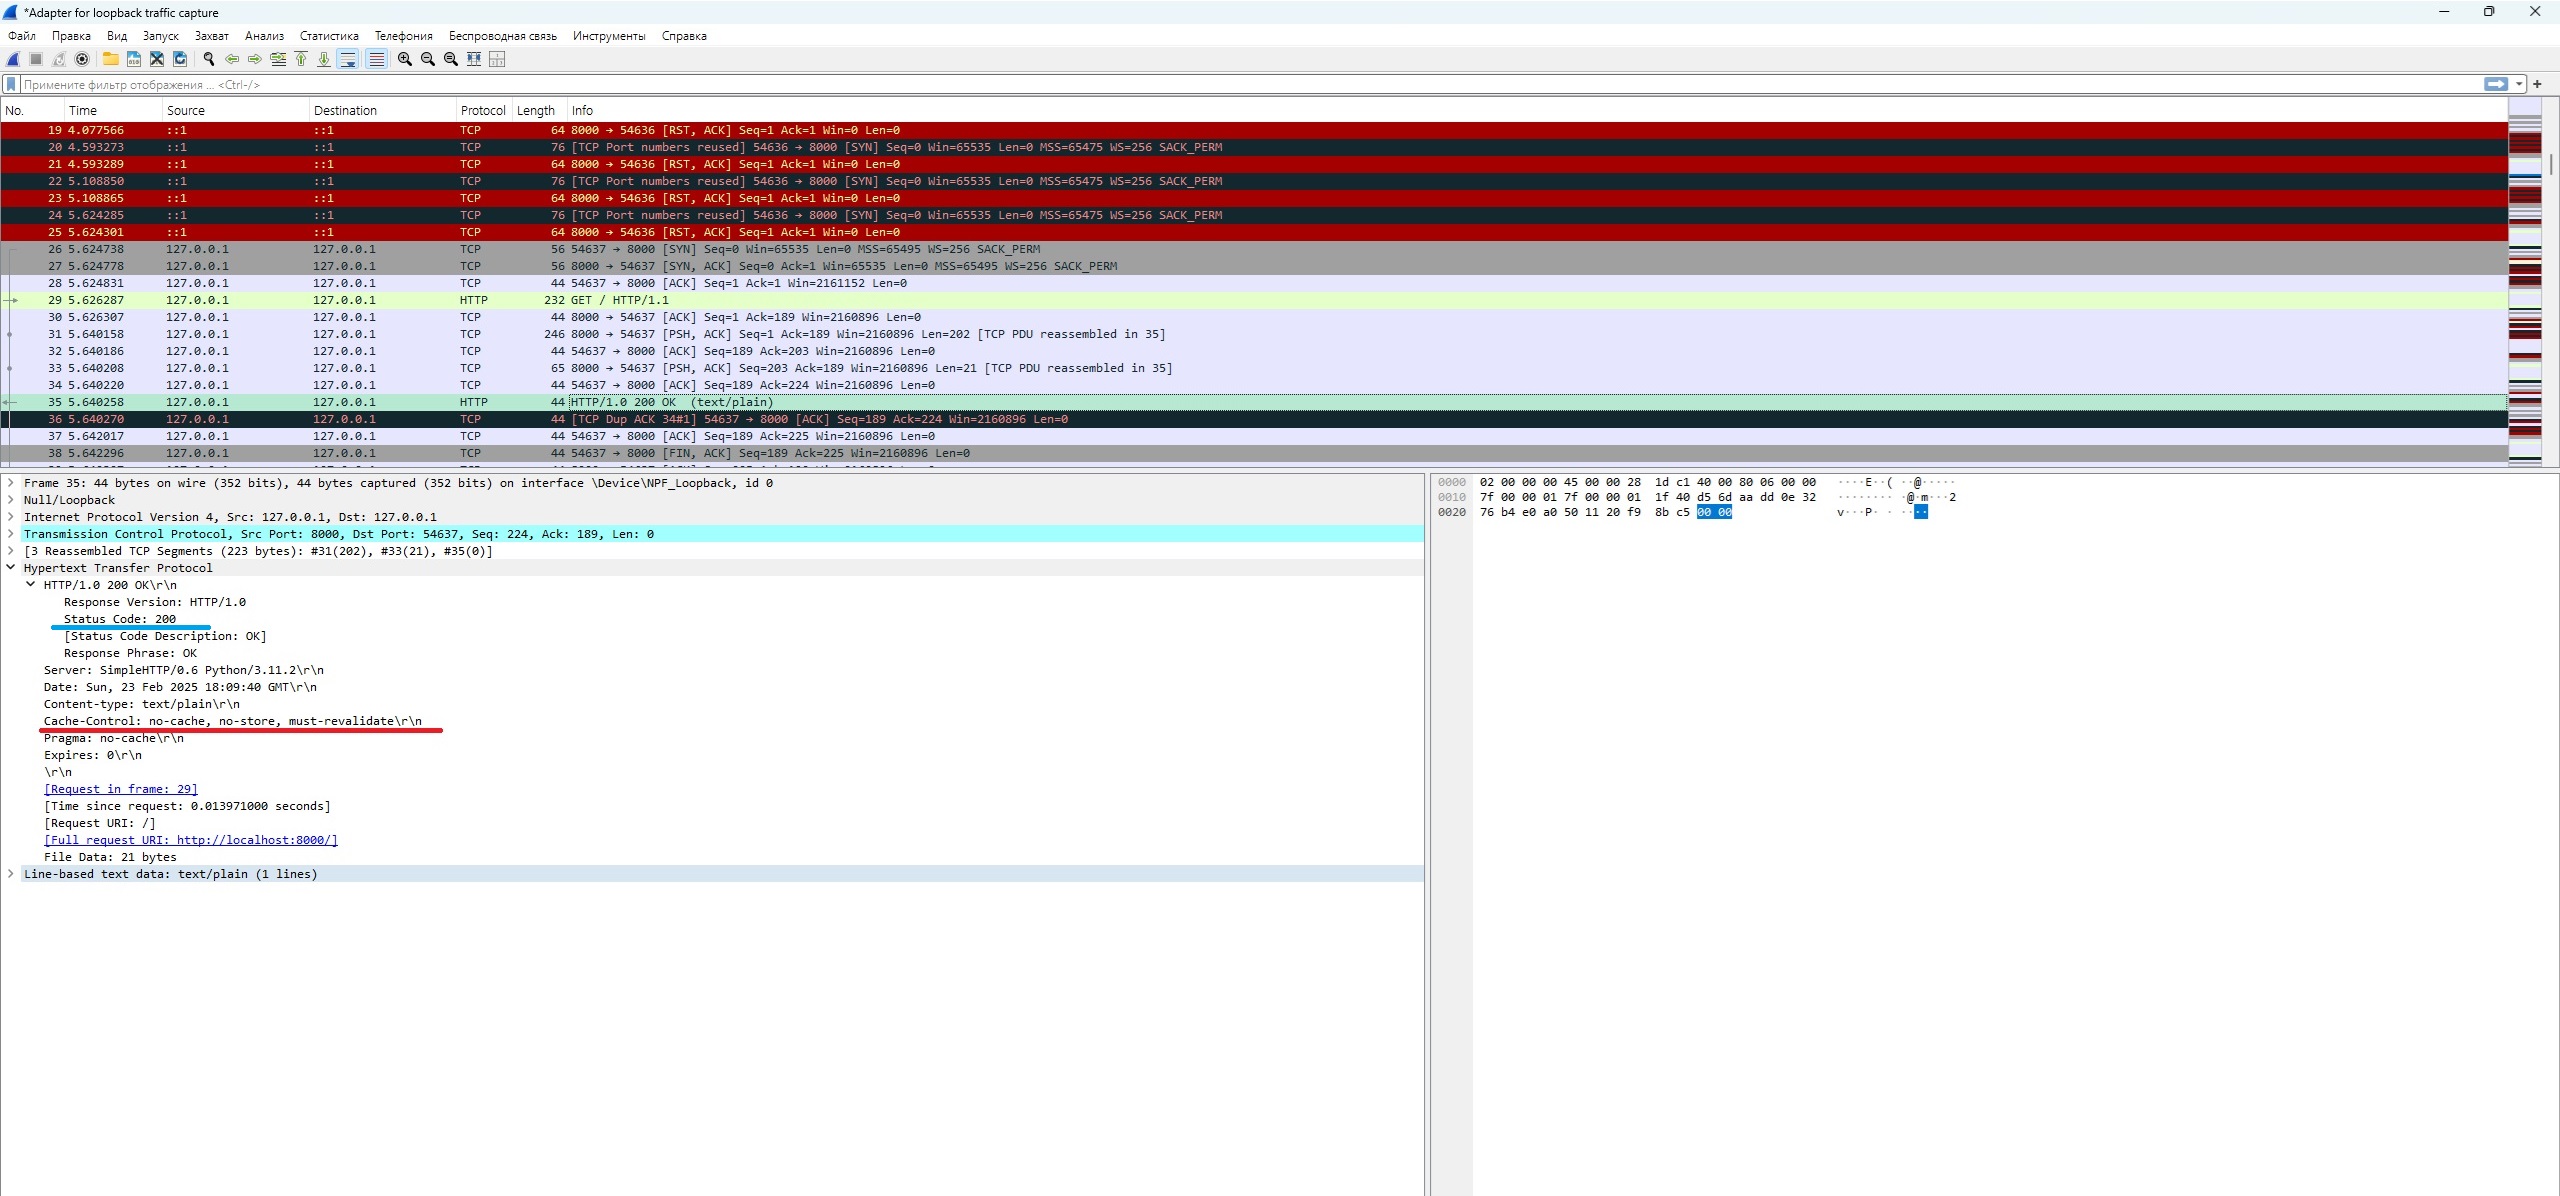 *Adapter for loopback traffic capture
Файл Правка Вид Запуск Захват Анализ Статистика Телефония Беспроводная связь Инструменты Справка
Примените фильтр отображения ... <Ctrl-/>
No. Time Source Destination Protocol Length Info
19 4.077566 ::1 ::1 TCP 64 8000 → 54636 [RST, ACK] Seq=1 Ack=1 Win=0 Len=0
20 4.593273 ::1 ::1 TCP 76 [TCP Port numbers reused] 54636 → 8000 [SYN] Seq=0 Win=65535 Len=0 MSS=65475 WS=256 SACK_PERM
21 4.593289 ::1 ::1 TCP 64 8000 → 54636 [RST, ACK] Seq=1 Ack=1 Win=0 Len=0
22 5.108850 ::1 ::1 TCP 76 [TCP Port numbers reused] 54636 → 8000 [SYN] Seq=0 Win=65535 Len=0 MSS=65475 WS=256 SACK_PERM
23 5.108865 ::1 ::1 TCP 64 8000 → 54636 [RST, ACK] Seq=1 Ack=1 Win=0 Len=0
24 5.624285 ::1 ::1 TCP 76 [TCP Port numbers reused] 54636 → 8000 [SYN] Seq=0 Win=65535 Len=0 MSS=65475 WS=256 SACK_PERM
25 5.624301 ::1 ::1 TCP 64 8000 → 54636 [RST, ACK] Seq=1 Ack=1 Win=0 Len=0
26 5.624738 127.0.0.1 127.0.0.1 TCP 56 54637 → 8000 [SYN] Seq=0 Win=65535 Len=0 MSS=65495 WS=256 SACK_PERM
27 5.624778 127.0.0.1 127.0.0.1 TCP 56 8000 → 54637 [SYN, ACK] Seq=0 Ack=1 Win=65535 Len=0 MSS=65495 WS=256 SACK_PERM
28 5.624831 127.0.0.1 127.0.0.1 TCP 44 54637 → 8000 [ACK] Seq=1 Ack=1 Win=2161152 Len=0
29 5.626287 127.0.0.1 127.0.0.1 HTTP 232 GET / HTTP/1.1
30 5.626307 127.0.0.1 127.0.0.1 TCP 44 8000 → 54637 [ACK] Seq=1 Ack=189 Win=2160896 Len=0
31 5.640158 127.0.0.1 127.0.0.1 TCP 246 8000 → 54637 [PSH, ACK] Seq=1 Ack=189 Win=2160896 Len=202 [TCP PDU reassembled in 35]
32 5.640186 127.0.0.1 127.0.0.1 TCP 44 54637 → 8000 [ACK] Seq=189 Ack=203 Win=2160896 Len=0
33 5.640208 127.0.0.1 127.0.0.1 TCP 65 8000 → 54637 [PSH, ACK] Seq=203 Ack=189 Win=2160896 Len=21 [TCP PDU reassembled in 35]
34 5.640220 127.0.0.1 127.0.0.1 TCP 44 54637 → 8000 [ACK] Seq=189 Ack=224 Win=2160896 Len=0
35 5.640258 127.0.0.1 127.0.0.1 HTTP 44 HTTP/1.0 200 OK (text/plain)
36 5.640270 127.0.0.1 127.0.0.1 TCP 44 [TCP Dup ACK 34#1] 54637 → 8000 [ACK] Seq=189 Ack=224 Win=2160896 Len=0
37 5.642017 127.0.0.1 127.0.0.1 TCP 44 54637 → 8000 [ACK] Seq=189 Ack=225 Win=2160896 Len=0
38 5.642296 127.0.0.1 127.0.0.1 TCP 44 54637 → 8000 [FIN, ACK] Seq=189 Ack=225 Win=2160896 Len=0
Frame 35: 44 bytes on wire (352 bits), 44 bytes captured (352 bits) on interface \Device\NPF_Loopback, id 0
Null/Loopback
Internet Protocol Version 4, Src: 127.0.0.1, Dst: 127.0.0.1
Transmission Control Protocol, Src Port: 8000, Dst Port: 54637, Seq: 224, Ack: 189, Len: 0
[3 Reassembled TCP Segments (223 bytes): #31(202), #33(21), #35(0)]
Hypertext Transfer Protocol
HTTP/1.0 200 OK\r\n
Response Version: HTTP/1.0
Status Code: 200
[Status Code Description: OK]
Response Phrase: OK
Server: SimpleHTTP/0.6 Python/3.11.2\r\n
Date: Sun, 23 Feb 2025 18:09:40 GMT\r\n
Content-type: text/plain\r\n
Cache-Control: no-cache, no-store, must-revalidate\r\n
Pragma: no-cache\r\n
Expires: 0\r\n
\r\n
[Request in frame: 29]
[Time since request: 0.013971000 seconds]
[Request URI: /]
[Full request URI: http://localhost:8000/]
File Data: 21 bytes
Line-based text data: text/plain (1 lines)
0000 02 00 00 00 45 00 00 28 1d c1 40 00 80 06 00 00 ····E··( ··@·····
0010 7f 00 00 01 7f 00 00 01 1f 40 d5 6d aa dd 0e 32 ········ ·@·m···2
0020 76 b4 e0 a0 50 11 20 f9 8b c5 00 00 v···P· · ····